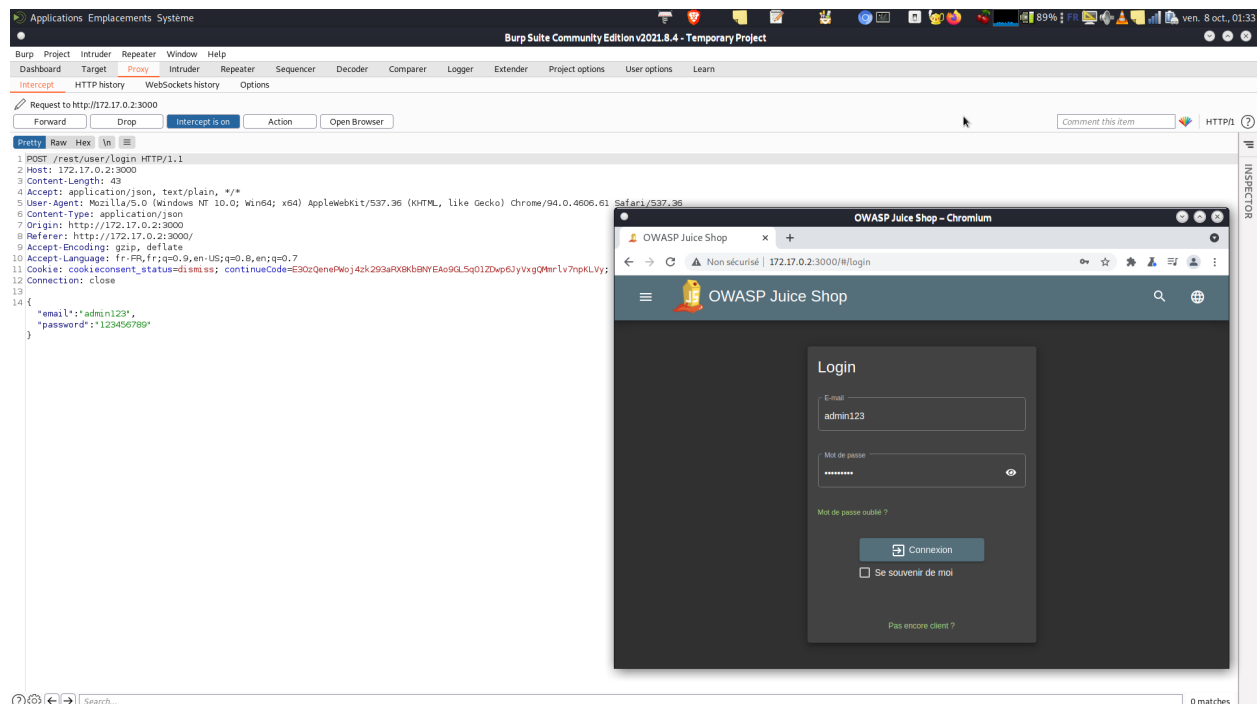 Applications Emplacements Système
89% FR ven. 8 oct., 01:33
Burp Suite Community Edition v2021.8.4 - Temporary Project
Burp Project Intruder Repeater Window Help
Dashboard Target Proxy Intruder Repeater Sequencer Decoder Comparer Logger Extender Project options User options Learn
Intercept HTTP history WebSockets history Options
Request to http://172.17.0.2:3000
Forward Drop Intercept is on Action Open Browser Comment this item HTTP/1 ?
Pretty Raw Hex \n
INSPECTOR
1 POST /rest/user/login HTTP/1.1
2 Host: 172.17.0.2:3000
3 Content-Length: 43
4 Accept: application/json, text/plain, */*
5 User-Agent: Mozilla/5.0 (Windows NT 10.0; Win64; x64) AppleWebKit/537.36 (KHTML, like Gecko) Chrome/94.0.4606.61 Safari/537.36
6 Content-Type: application/json
7 Origin: http://172.17.0.2:3000
8 Referer: http://172.17.0.2:3000/
9 Accept-Encoding: gzip, deflate
10 Accept-Language: fr-FR,fr;q=0.9,en-US;q=0.8,en;q=0.7
11 Cookie: cookieconsent_status=dismiss;
12 Connection: close
13
14 {
"email":"admin123",
"password":"123456789"
}
OWASP Juice Shop – Chromium
OWASP Juice Shop × +
Non sécurisé | 172.17.0.2:3000/#/login
OWASP Juice Shop
Login
E-mail
admin123
Mot de passe
•••••••••
Mot de passe oublié ?
Connexion
Se souvenir de moi
Pas encore client ?
? Search... 0 matches